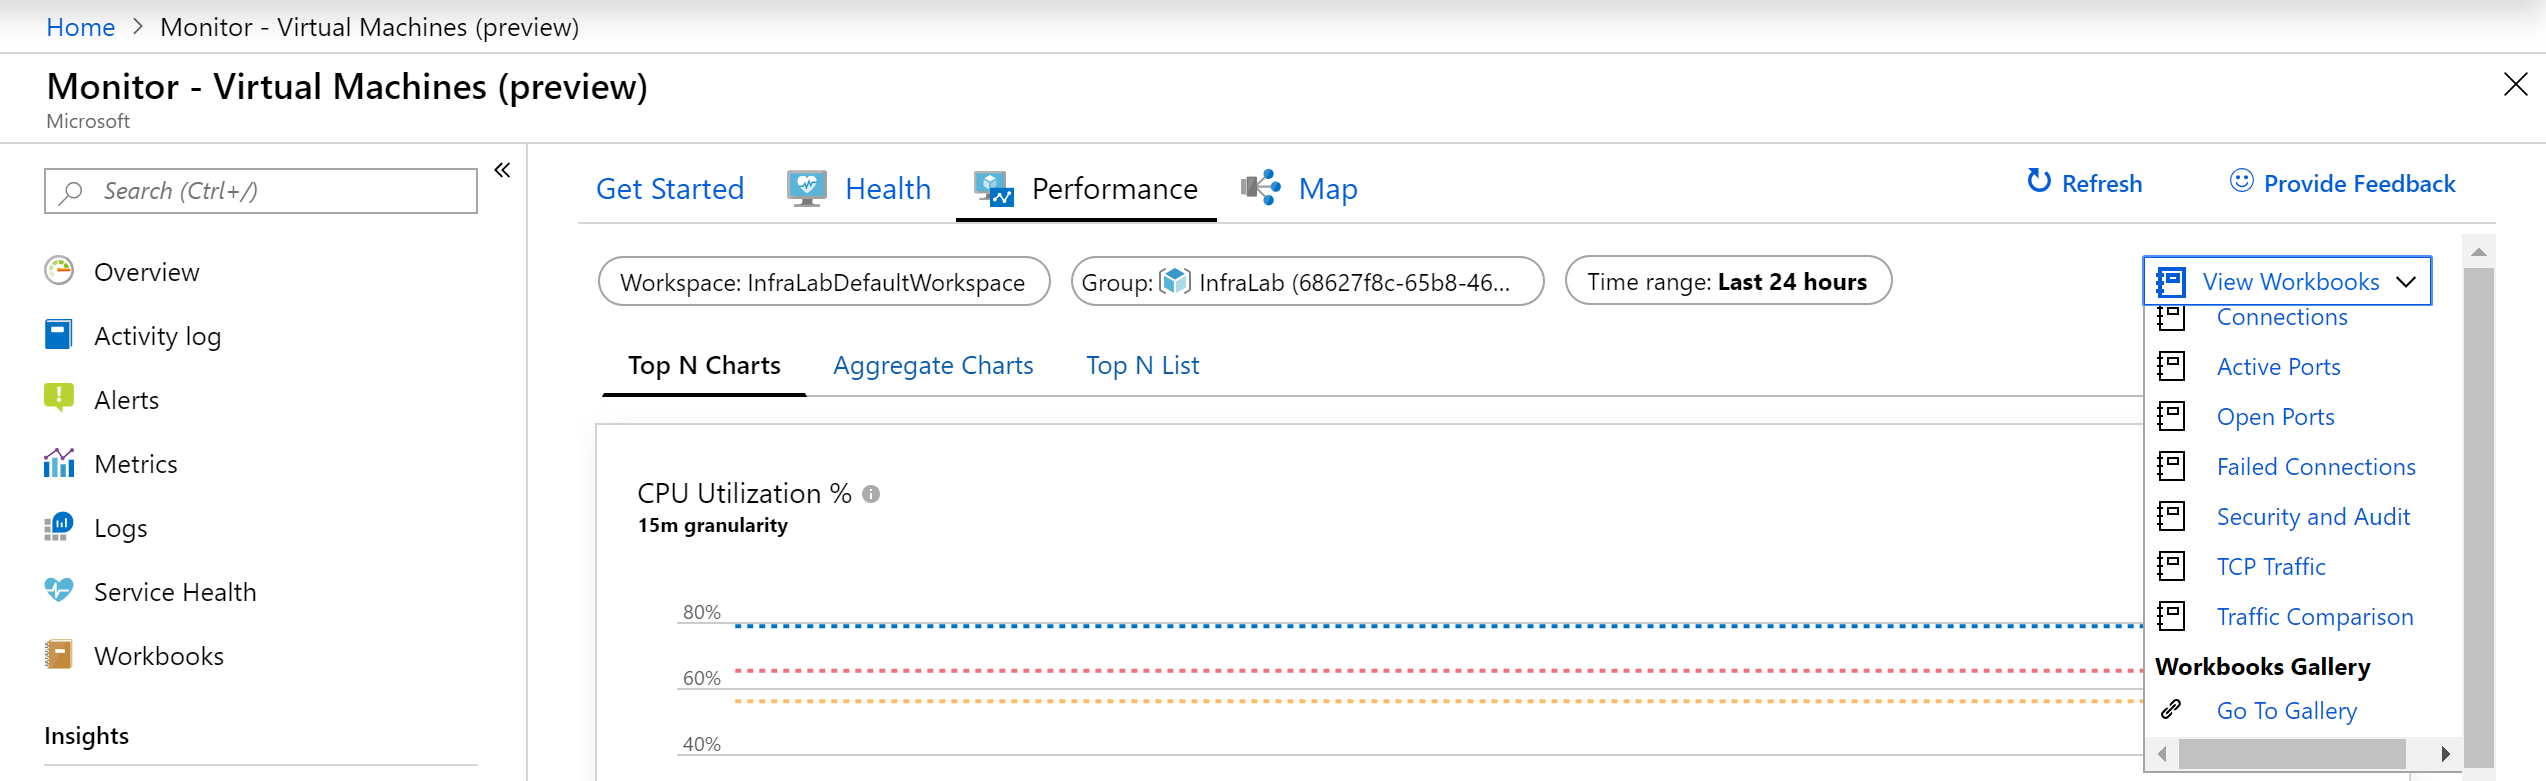 Home > Monitor - Virtual Machines (preview)
Monitor - Virtual Machines (preview)
Microsoft
Search (Ctrl+/)
Overview
Activity log
Alerts
Metrics
Logs
Service Health
Workbooks
Insights
Get Started Health Performance Map
Refresh Provide Feedback
Workspace: InfraLabDefaultWorkspace Group: InfraLab (68627f8c-65b8-46... Time range: Last 24 hours
View Workbooks
Connections
Active Ports
Open Ports
Failed Connections
Security and Audit
TCP Traffic
Traffic Comparison
Workbooks Gallery
Go To Gallery
Top N Charts Aggregate Charts Top N List
CPU Utilization %
15m granularity
80%
60%
40%